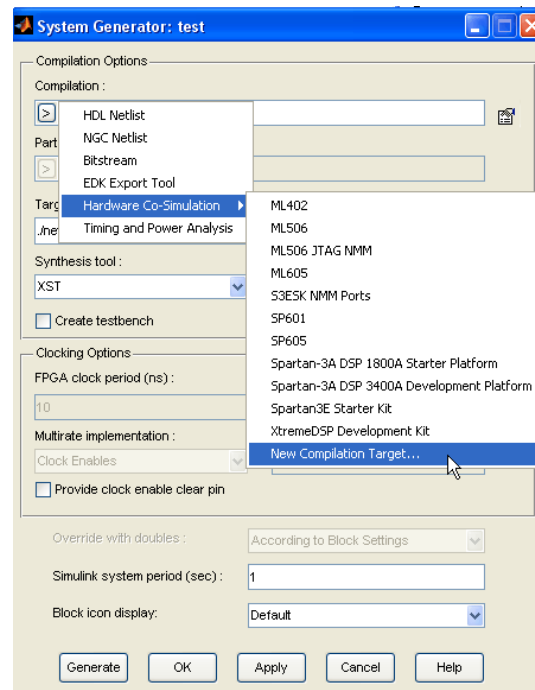 System Generator: test
Compilation Options
Compilation :
>
HDL Netlist
NGC Netlist
Bitstream
EDK Export Tool
Hardware Co-Simulation
Timing and Power Analysis
Part
>
Targ
./ne
ML402
ML506
ML506 JTAG NMM
ML605
S3ESK NMM Ports
SP601
SP605
Spartan-3A DSP 1800A Starter Platform
Spartan-3A DSP 3400A Development Platform
Spartan3E Starter Kit
XtremeDSP Development Kit
New Compilation Target...
Synthesis tool :
XST
Create testbench
Clocking Options
FPGA clock period (ns) :
10
Multirate implementation :
Clock Enables
Provide clock enable clear pin
Override with doubles :
According to Block Settings
Simulink system period (sec) :
1
Block icon display:
Default
Generate
OK
Apply
Cancel
Help